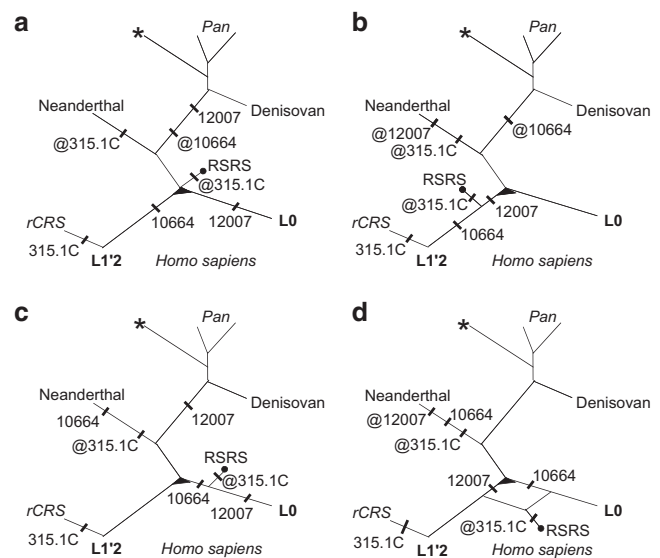 a
*
Pan
Neanderthal
12007
Denisovan
@315.1C
@10664
RSRS
@315.1C
rCRS
10664
12007
L0
315.1C
L1'2
Homo sapiens
b
*
Pan
Neanderthal
@12007
@10664
Denisovan
@315.1C
RSRS
@315.1C
12007
rCRS
10664
L0
315.1C
L1'2
Homo sapiens
c
*
Pan
Neanderthal
10664
12007
Denisovan
@315.1C
RSRS
@315.1C
rCRS
10664
12007
L0
315.1C
L1'2
Homo sapiens
d
*
Pan
Neanderthal
@12007
10664
Denisovan
@315.1C
12007
10664
rCRS
L0
@315.1C
RSRS
315.1C
L1'2
Homo sapiens